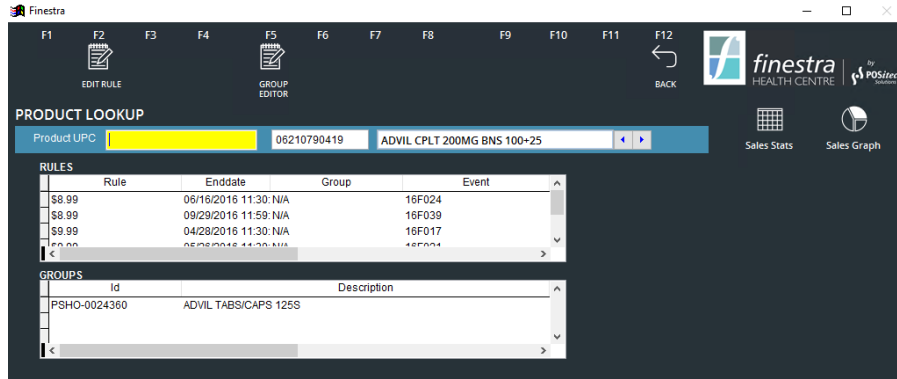 Finestra
F1 F2 F3 F4 F5 F6 F7 F8 F9 F10 F11 F12
EDIT RULE GROUP EDITOR BACK
finestra
HEALTH CENTRE
by
POSitec
Solutions
PRODUCT LOOKUP
Product UPC 06210790419 ADVIL CPLT 200MG BNS 100+25
Sales Stats Sales Graph
RULES
Rule Enddate Group Event
$8.99 06/16/2016 11:30: N/A 16F024
$8.99 09/29/2016 11:59: N/A 16F039
$9.99 04/28/2016 11:30: N/A 16F017
GROUPS
Id Description
PSHO-0024360 ADVIL TABS/CAPS 125S